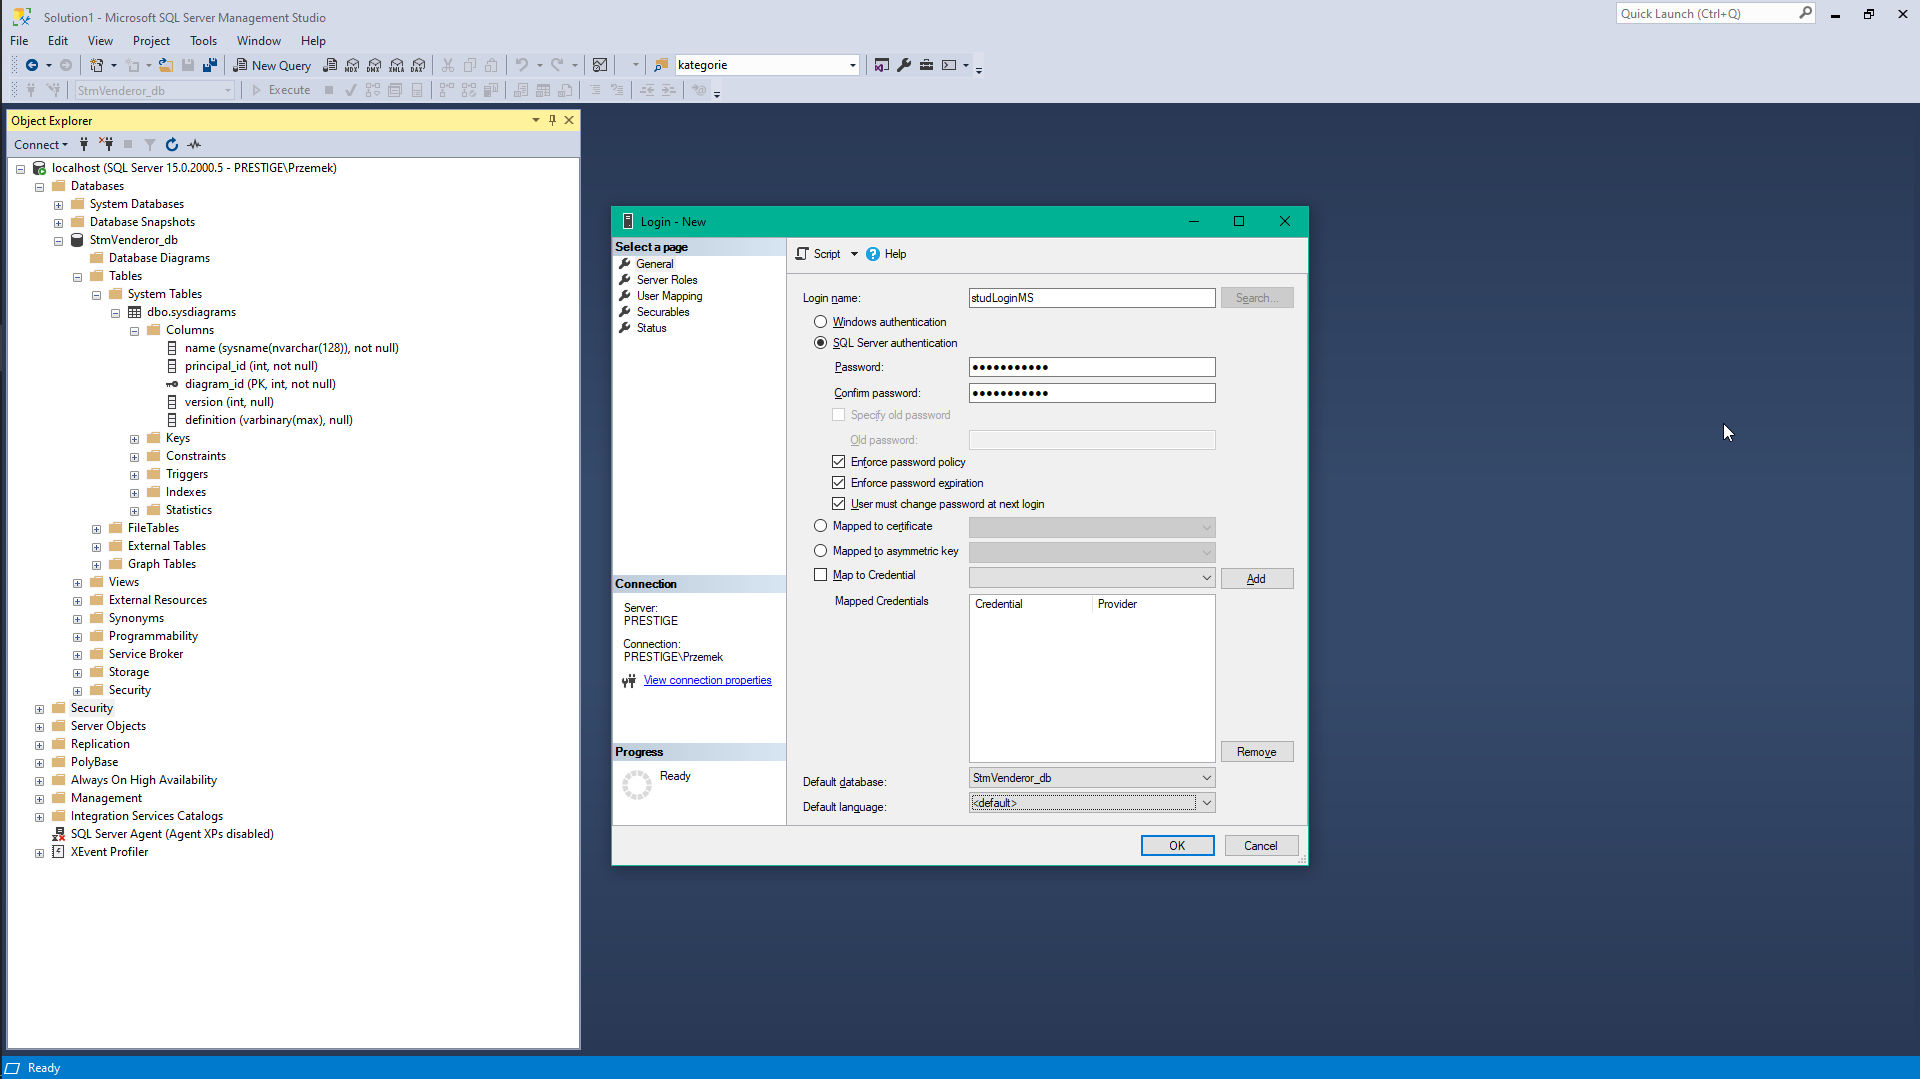 Solution1 - Microsoft SQL Server Management Studio
Quick Launch (Ctrl+Q)
File Edit View Project Tools Window Help
New Query MDX DMX XMLA DAX kategorie
StmVenderor_db Execute
Object Explorer
Connect
localhost (SQL Server 15.0.2000.5 - PRESTIGE\Przemek)
Databases
System Databases
Database Snapshots
StmVenderor_db
Database Diagrams
Tables
System Tables
dbo.sysdiagrams
Columns
name (sysname(nvarchar(128)), not null)
principal_id (int, not null)
diagram_id (PK, int, not null)
version (int, null)
definition (varbinary(max), null)
Keys
Constraints
Triggers
Indexes
Statistics
FileTables
External Tables
Graph Tables
Views
External Resources
Synonyms
Programmability
Service Broker
Storage
Security
Security
Server Objects
Replication
PolyBase
Always On High Availability
Management
Integration Services Catalogs
SQL Server Agent (Agent XPs disabled)
XEvent Profiler
Login - New
Select a page
General
Server Roles
User Mapping
Securables
Status
Connection
Server:
PRESTIGE
Connection:
PRESTIGE\Przemek
View connection properties
Progress
Ready
Script Help
Login name: studLoginMS Search...
Windows authentication
SQL Server authentication
Password: ●●●●●●●●●●●
Confirm password: ●●●●●●●●●●●
Specify old password
Old password:
Enforce password policy
Enforce password expiration
User must change password at next login
Mapped to certificate
Mapped to asymmetric key
Map to Credential Add
Mapped Credentials Credential Provider
Remove
Default database: StmVenderor_db
Default language: <default>
OK Cancel
Ready